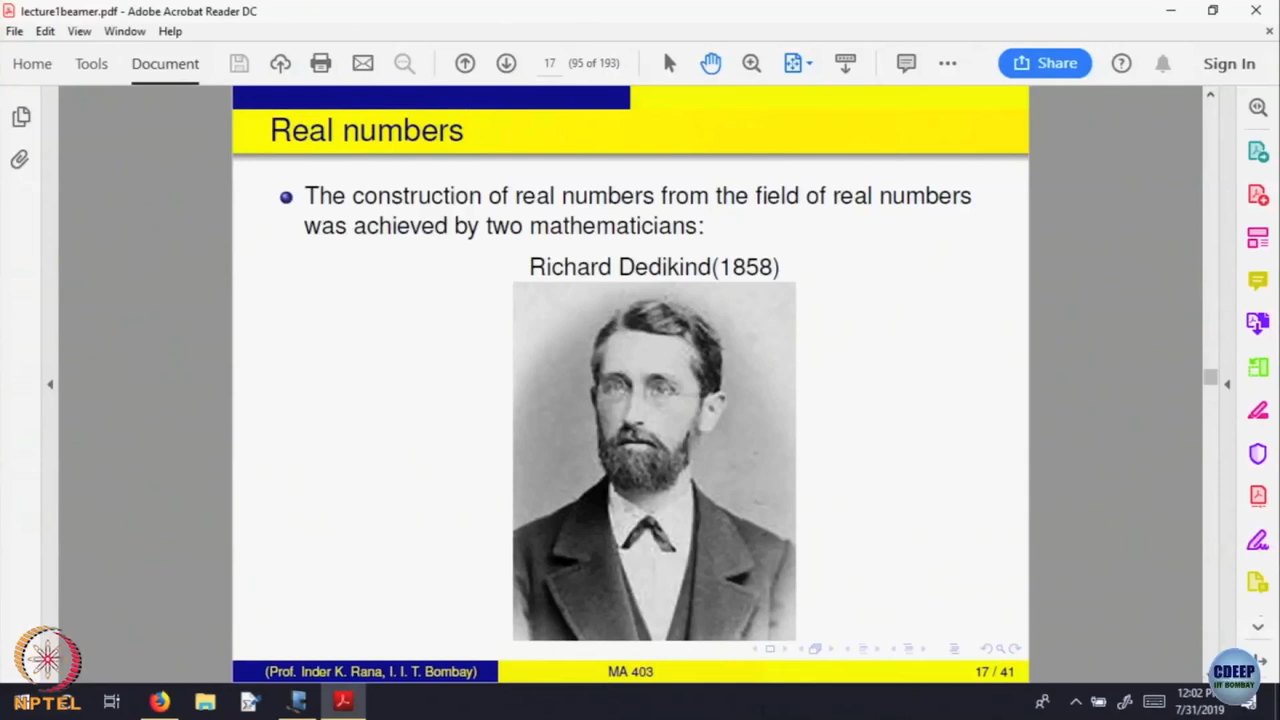 lecture1beamer.pdf - Adobe Acrobat Reader DC
File Edit View Window Help
Home Tools Document 17 (95 of 193) Share Sign In
Real numbers
The construction of real numbers from the field of real numbers
was achieved by two mathematicians:
Richard Dedikind(1858)
(Prof. Inder K. Rana, I. I. T. Bombay) MA 403 17 / 41
NPTEL
CDEEP
IIT BOMBAY
12:02 P
7/31/2019